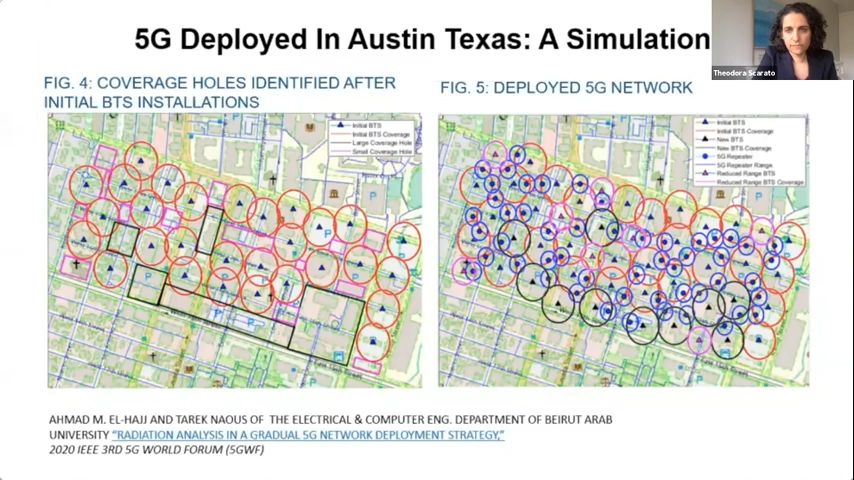 5G Deployed In Austin Texas: A Simulation
Theodora Scarato
FIG. 4: COVERAGE HOLES IDENTIFIED AFTER
INITIAL BTS INSTALLATIONS
FIG. 5: DEPLOYED 5G NETWORK
Initial BTS
Initial BTS Coverage
Large Coverage Hole
Small Coverage Hole
Initial BTS
Initial BTS Coverage
New BTS
New BTS Coverage
5G Repeater
5G Repeater Range
Reduced Range BTS
Reduced Range BTS Coverage
AHMAD M. EL-HAJJ AND TAREK NAOUS OF THE ELECTRICAL & COMPUTER ENG. DEPARTMENT OF BEIRUT ARAB
UNIVERSITY “RADIATION ANALYSIS IN A GRADUAL 5G NETWORK DEPLOYMENT STRATEGY,”
2020 IEEE 3RD 5G WORLD FORUM (5GWF)